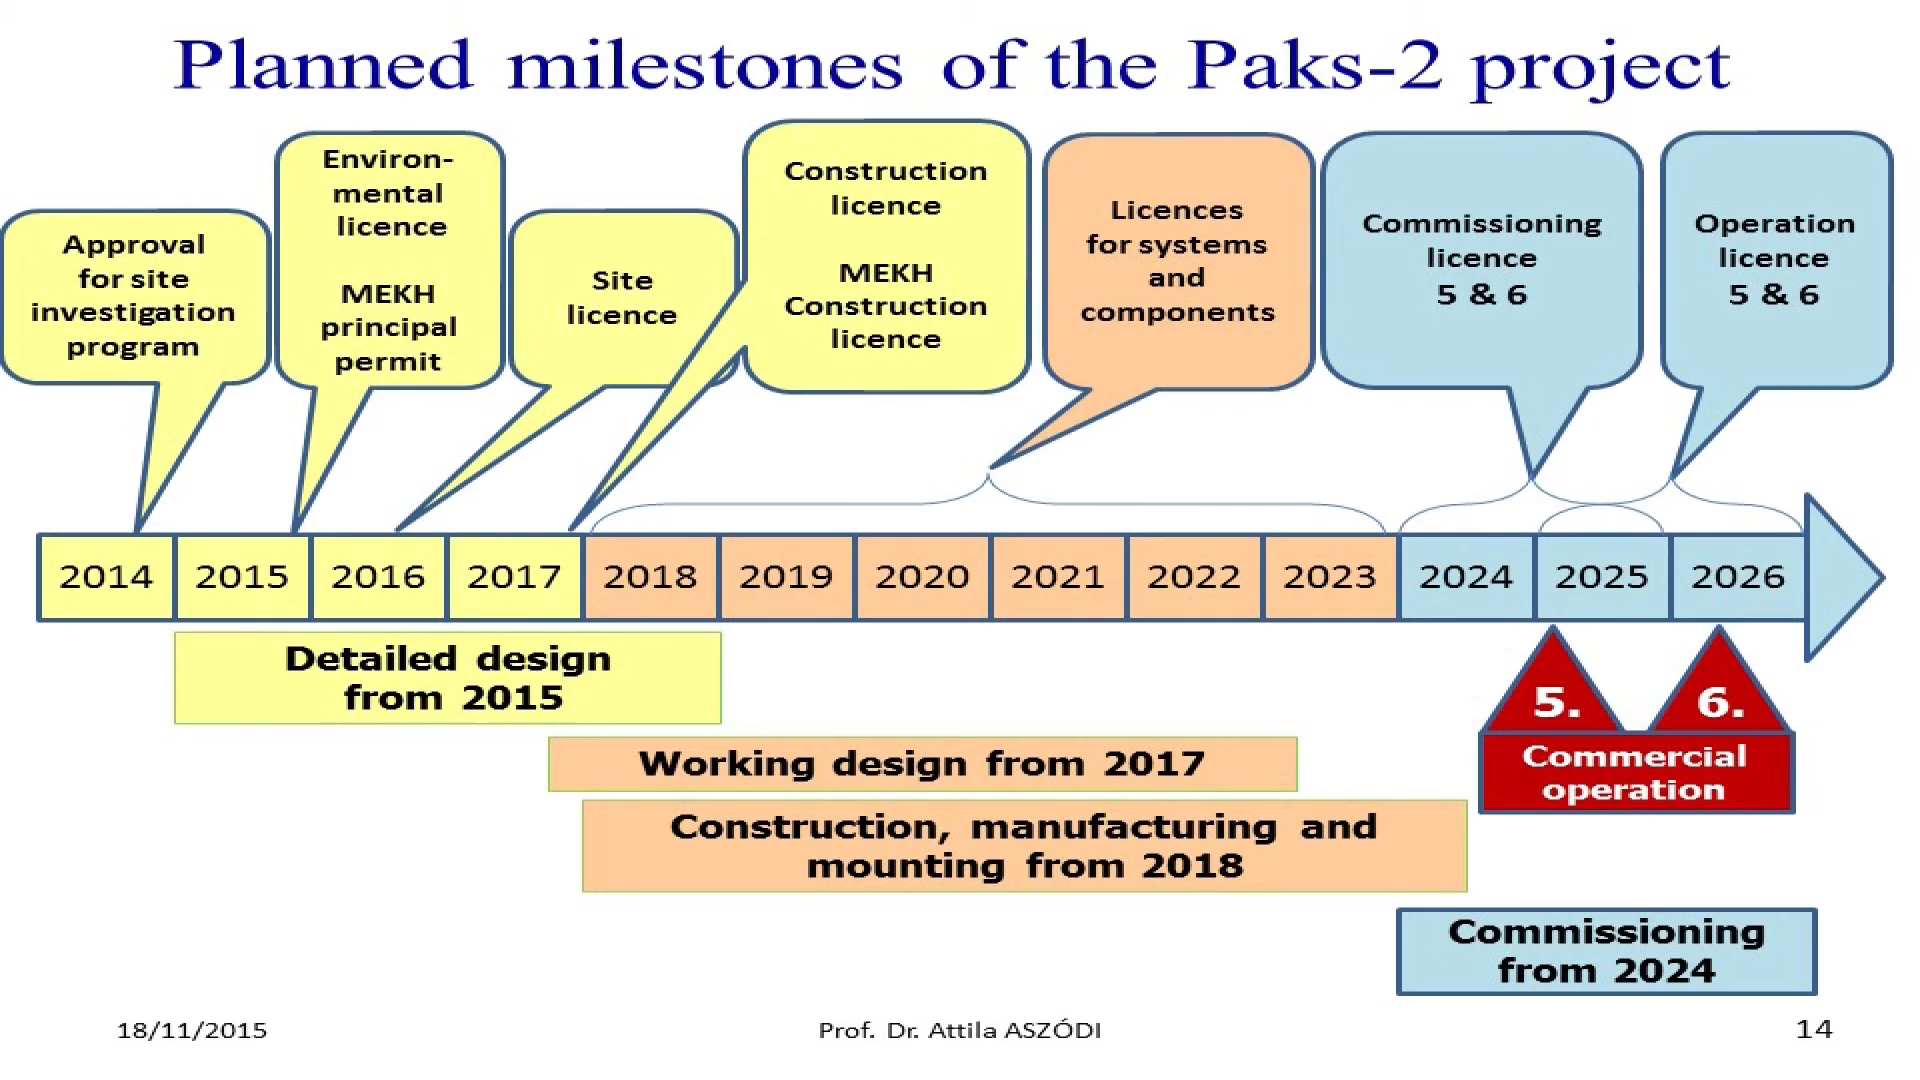 Planned milestones of the Paks-2 project
Approval
for site
investigation
program
Environ-
mental
licence
MEKH
principal
permit
Site
licence
Construction
licence
MEKH
Construction
licence
Licences
for systems
and
components
Commissioning
licence
5 & 6
Operation
licence
5 & 6
2014 2015 2016 2017 2018 2019 2020 2021 2022 2023 2024 2025 2026
Detailed design
from 2015
Working design from 2017
Construction, manufacturing and
mounting from 2018
5. 6.
Commercial
operation
Commissioning
from 2024
18/11/2015 Prof. Dr. Attila ASZÓDI 14